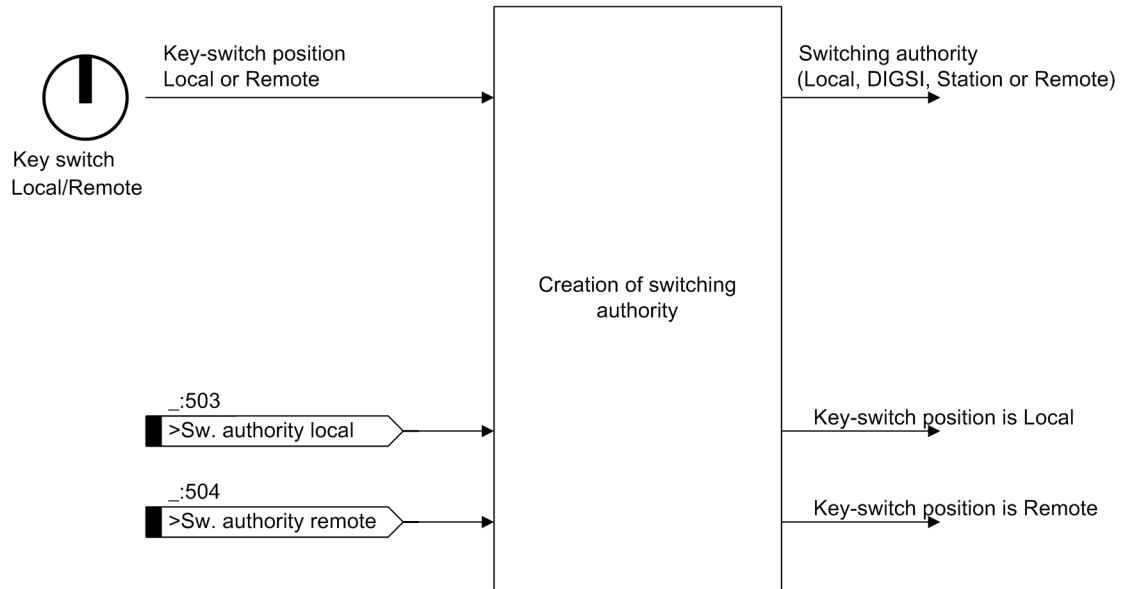 Key-switch position
Local or Remote
Switching authority
(Local, DIGSI, Station or Remote)
Key switch
Local/Remote
Creation of switching
authority
_:503
>Sw. authority local
Key-switch position is Local
_:504
>Sw. authority remote
Key-switch position is Remote